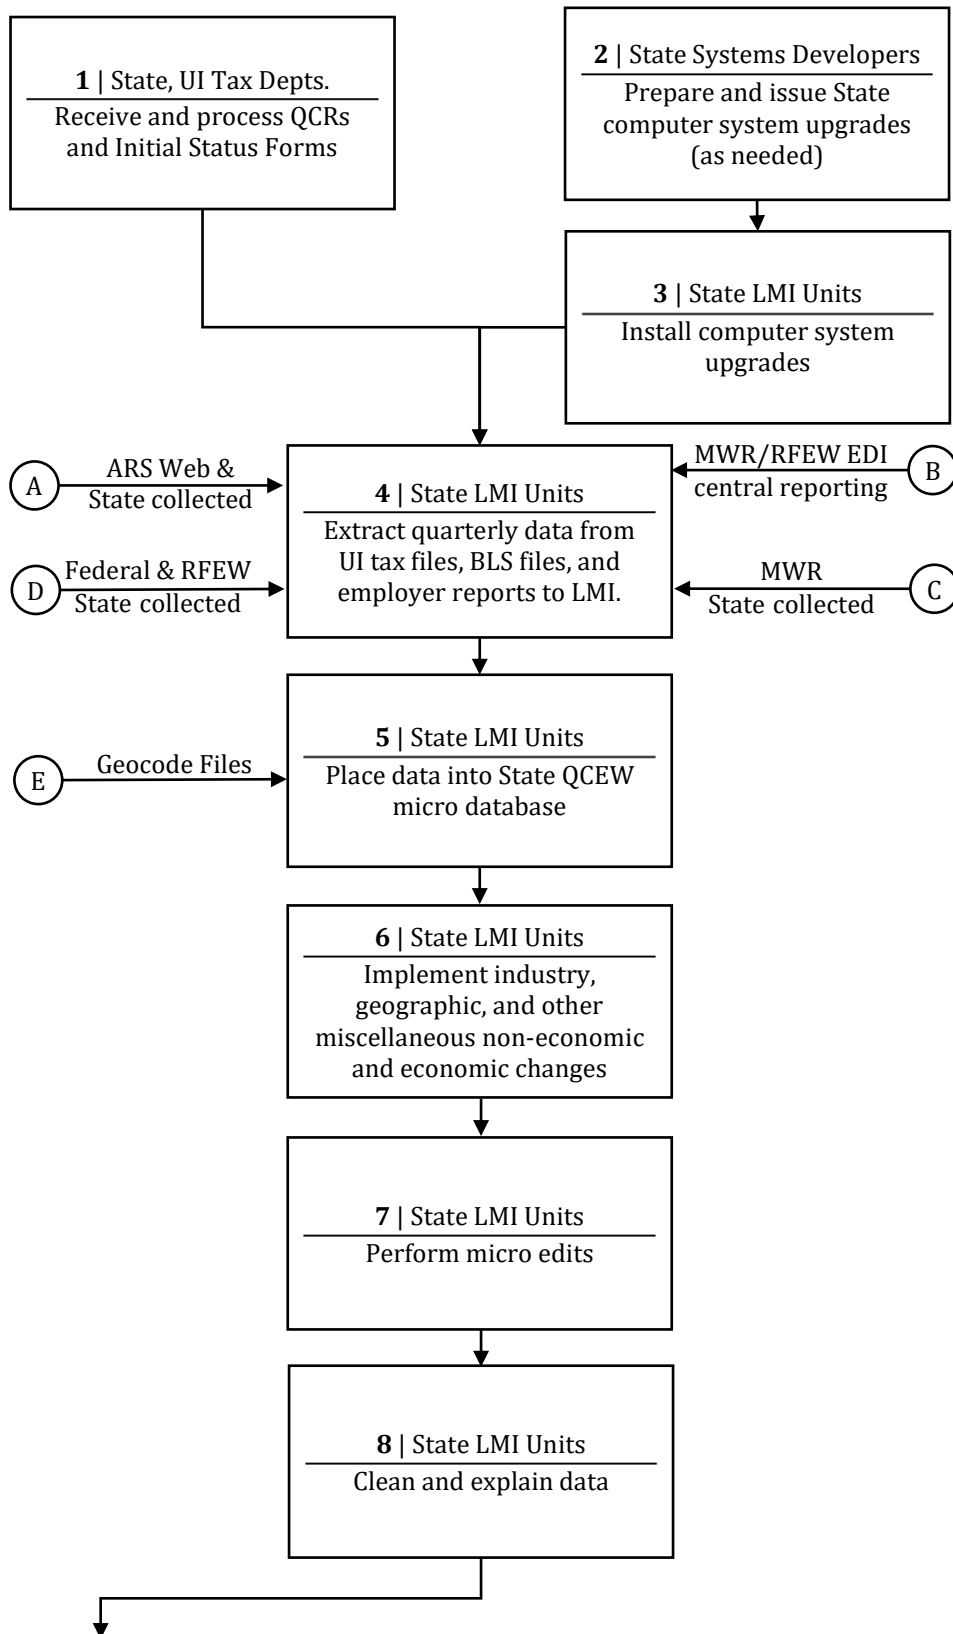 1 | State, UI Tax Depts.
Receive and process QCRs
and Initial Status Forms
2 | State Systems Developers
Prepare and issue State
computer system upgrades
(as needed)
3 | State LMI Units
Install computer system
upgrades
A
ARS Web &
State collected
MWR/RFEW EDI
central reporting
B
4 | State LMI Units
Extract quarterly data from
UI tax files, BLS files, and
employer reports to LMI.
D
Federal & RFEW
State collected
MWR
State collected
C
5 | State LMI Units
Place data into State QCEW
micro database
E
Geocode Files
6 | State LMI Units
Implement industry,
geographic, and other
miscellaneous non-economic
and economic changes
7 | State LMI Units
Perform micro edits
8 | State LMI Units
Clean and explain data